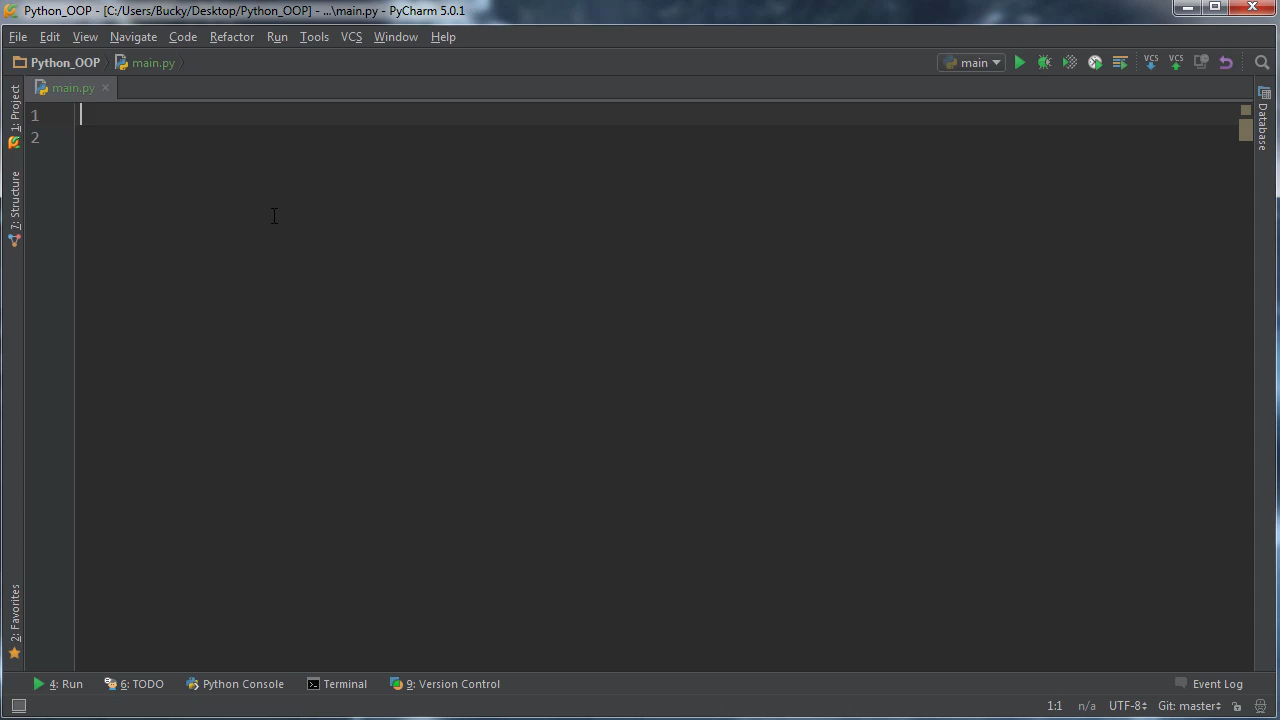 Python_OOP - [C:/Users/Bucky/Desktop/Python_OOP] - ...\main.py - PyCharm 5.0.1
File Edit View Navigate Code Refactor Run Tools VCS Window Help
Python_OOP main.py main VCS VCS
main.py
1
2
1: Project
7: Structure
2: Favorites
Database
4: Run 6: TODO Python Console Terminal 9: Version Control Event Log
1:1 n/a UTF-8 Git: master